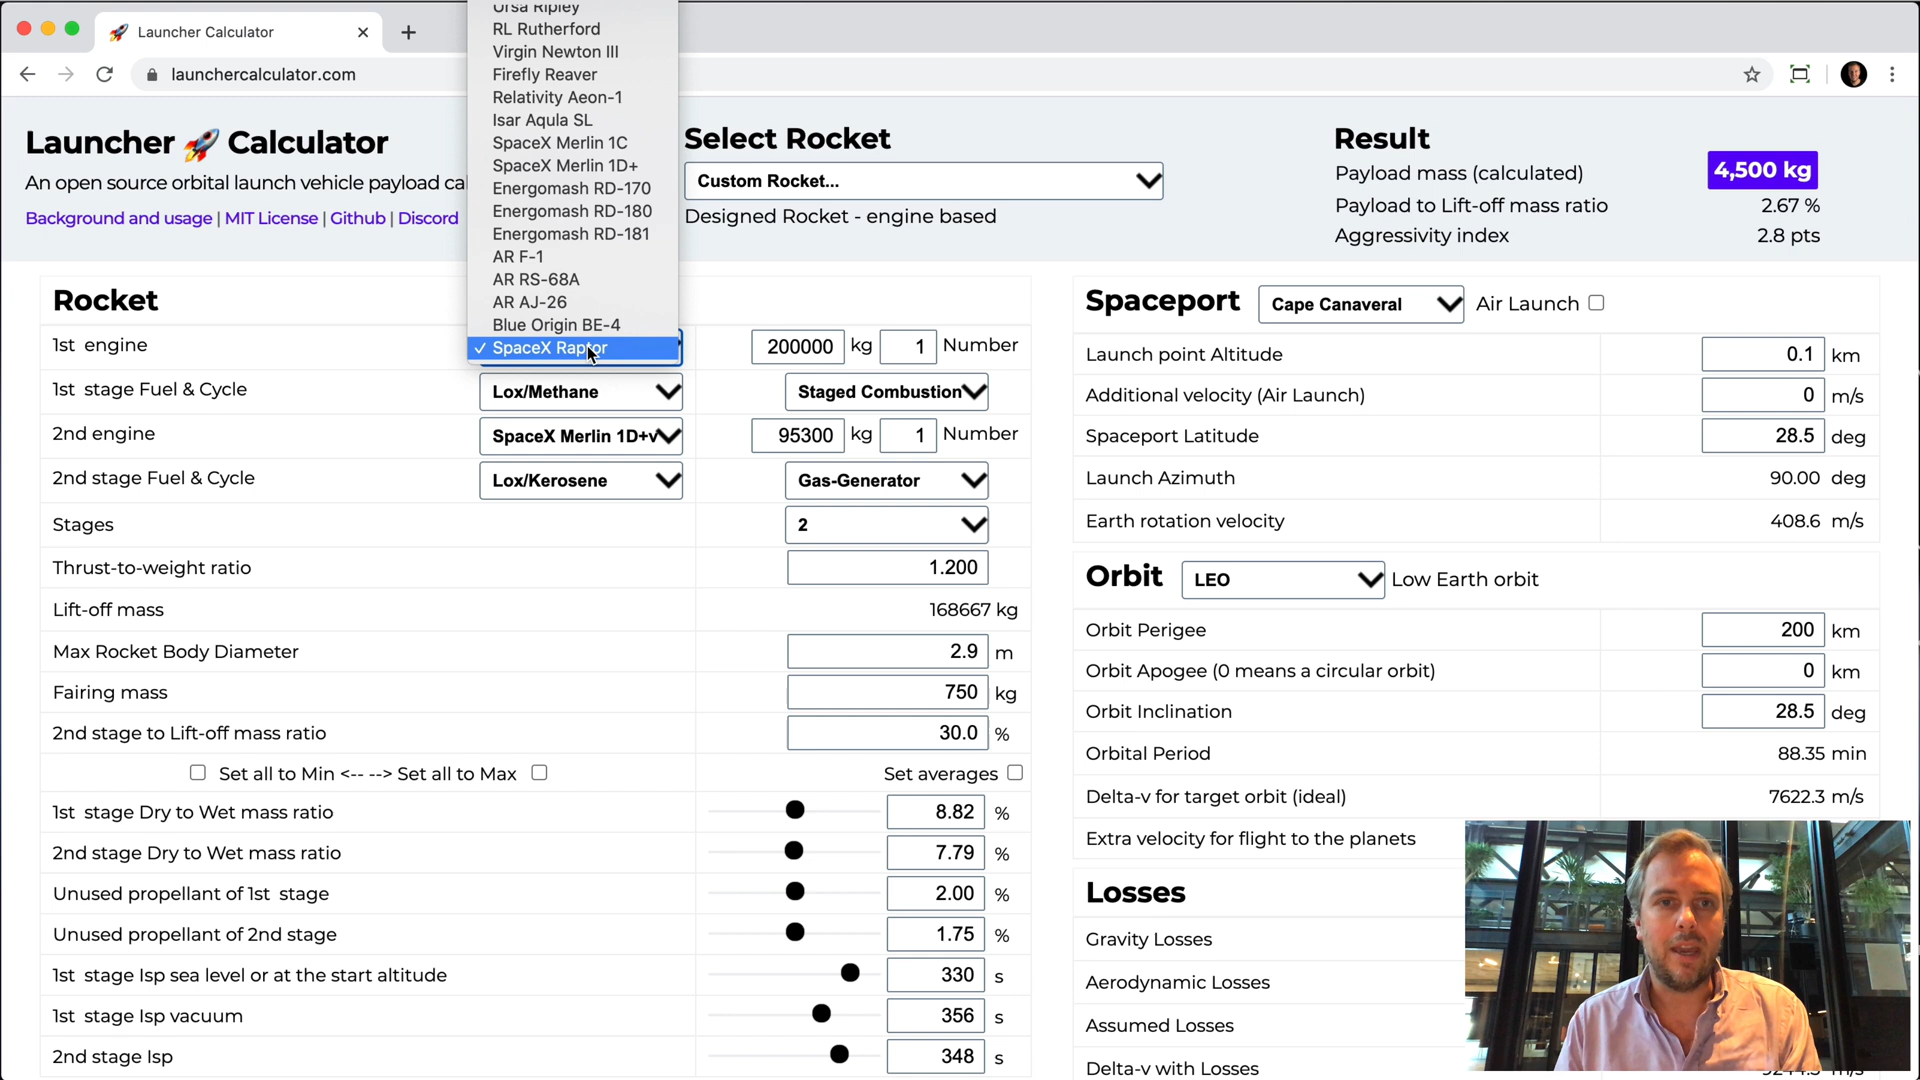 Launcher Calculator
launchercalculator.com
Ursa Ripley
RL Rutherford
Virgin Newton III
Firefly Reaver
Relativity Aeon-1
Isar Aqula SL
SpaceX Merlin 1C
SpaceX Merlin 1D+
Energomash RD-170
Energomash RD-180
Energomash RD-181
AR F-1
AR RS-68A
AR AJ-26
Blue Origin BE-4
✓ SpaceX Raptor
Launcher 🚀 Calculator
An open source orbital launch vehicle payload cal
Background and usage | MIT License | Github | Discord
Select Rocket
Custom Rocket...
Designed Rocket - engine based
Result
Payload mass (calculated) 4,500 kg
Payload to Lift-off mass ratio 2.67 %
Aggressivity index 2.8 pts
Rocket
1st engine 200000 kg 1 Number
1st stage Fuel & Cycle Lox/Methane Staged Combustion
2nd engine SpaceX Merlin 1D+v 95300 kg 1 Number
2nd stage Fuel & Cycle Lox/Kerosene Gas-Generator
Stages 2
Thrust-to-weight ratio 1.200
Lift-off mass 168667 kg
Max Rocket Body Diameter 2.9 m
Fairing mass 750 kg
2nd stage to Lift-off mass ratio 30.0 %
Set all to Min <-- --> Set all to Max Set averages
1st stage Dry to Wet mass ratio 8.82 %
2nd stage Dry to Wet mass ratio 7.79 %
Unused propellant of 1st stage 2.00 %
Unused propellant of 2nd stage 1.75 %
1st stage Isp sea level or at the start altitude 330 s
1st stage Isp vacuum 356 s
2nd stage Isp 348 s
Spaceport Cape Canaveral Air Launch
Launch point Altitude 0.1 km
Additional velocity (Air Launch) 0 m/s
Spaceport Latitude 28.5 deg
Launch Azimuth 90.00 deg
Earth rotation velocity 408.6 m/s
Orbit LEO Low Earth orbit
Orbit Perigee 200 km
Orbit Apogee (0 means a circular orbit) 0 km
Orbit Inclination 28.5 deg
Orbital Period 88.35 min
Delta-v for target orbit (ideal) 7622.3 m/s
Extra velocity for flight to the planets
Losses
Gravity Losses
Aerodynamic Losses
Assumed Losses
Delta-v with Losses